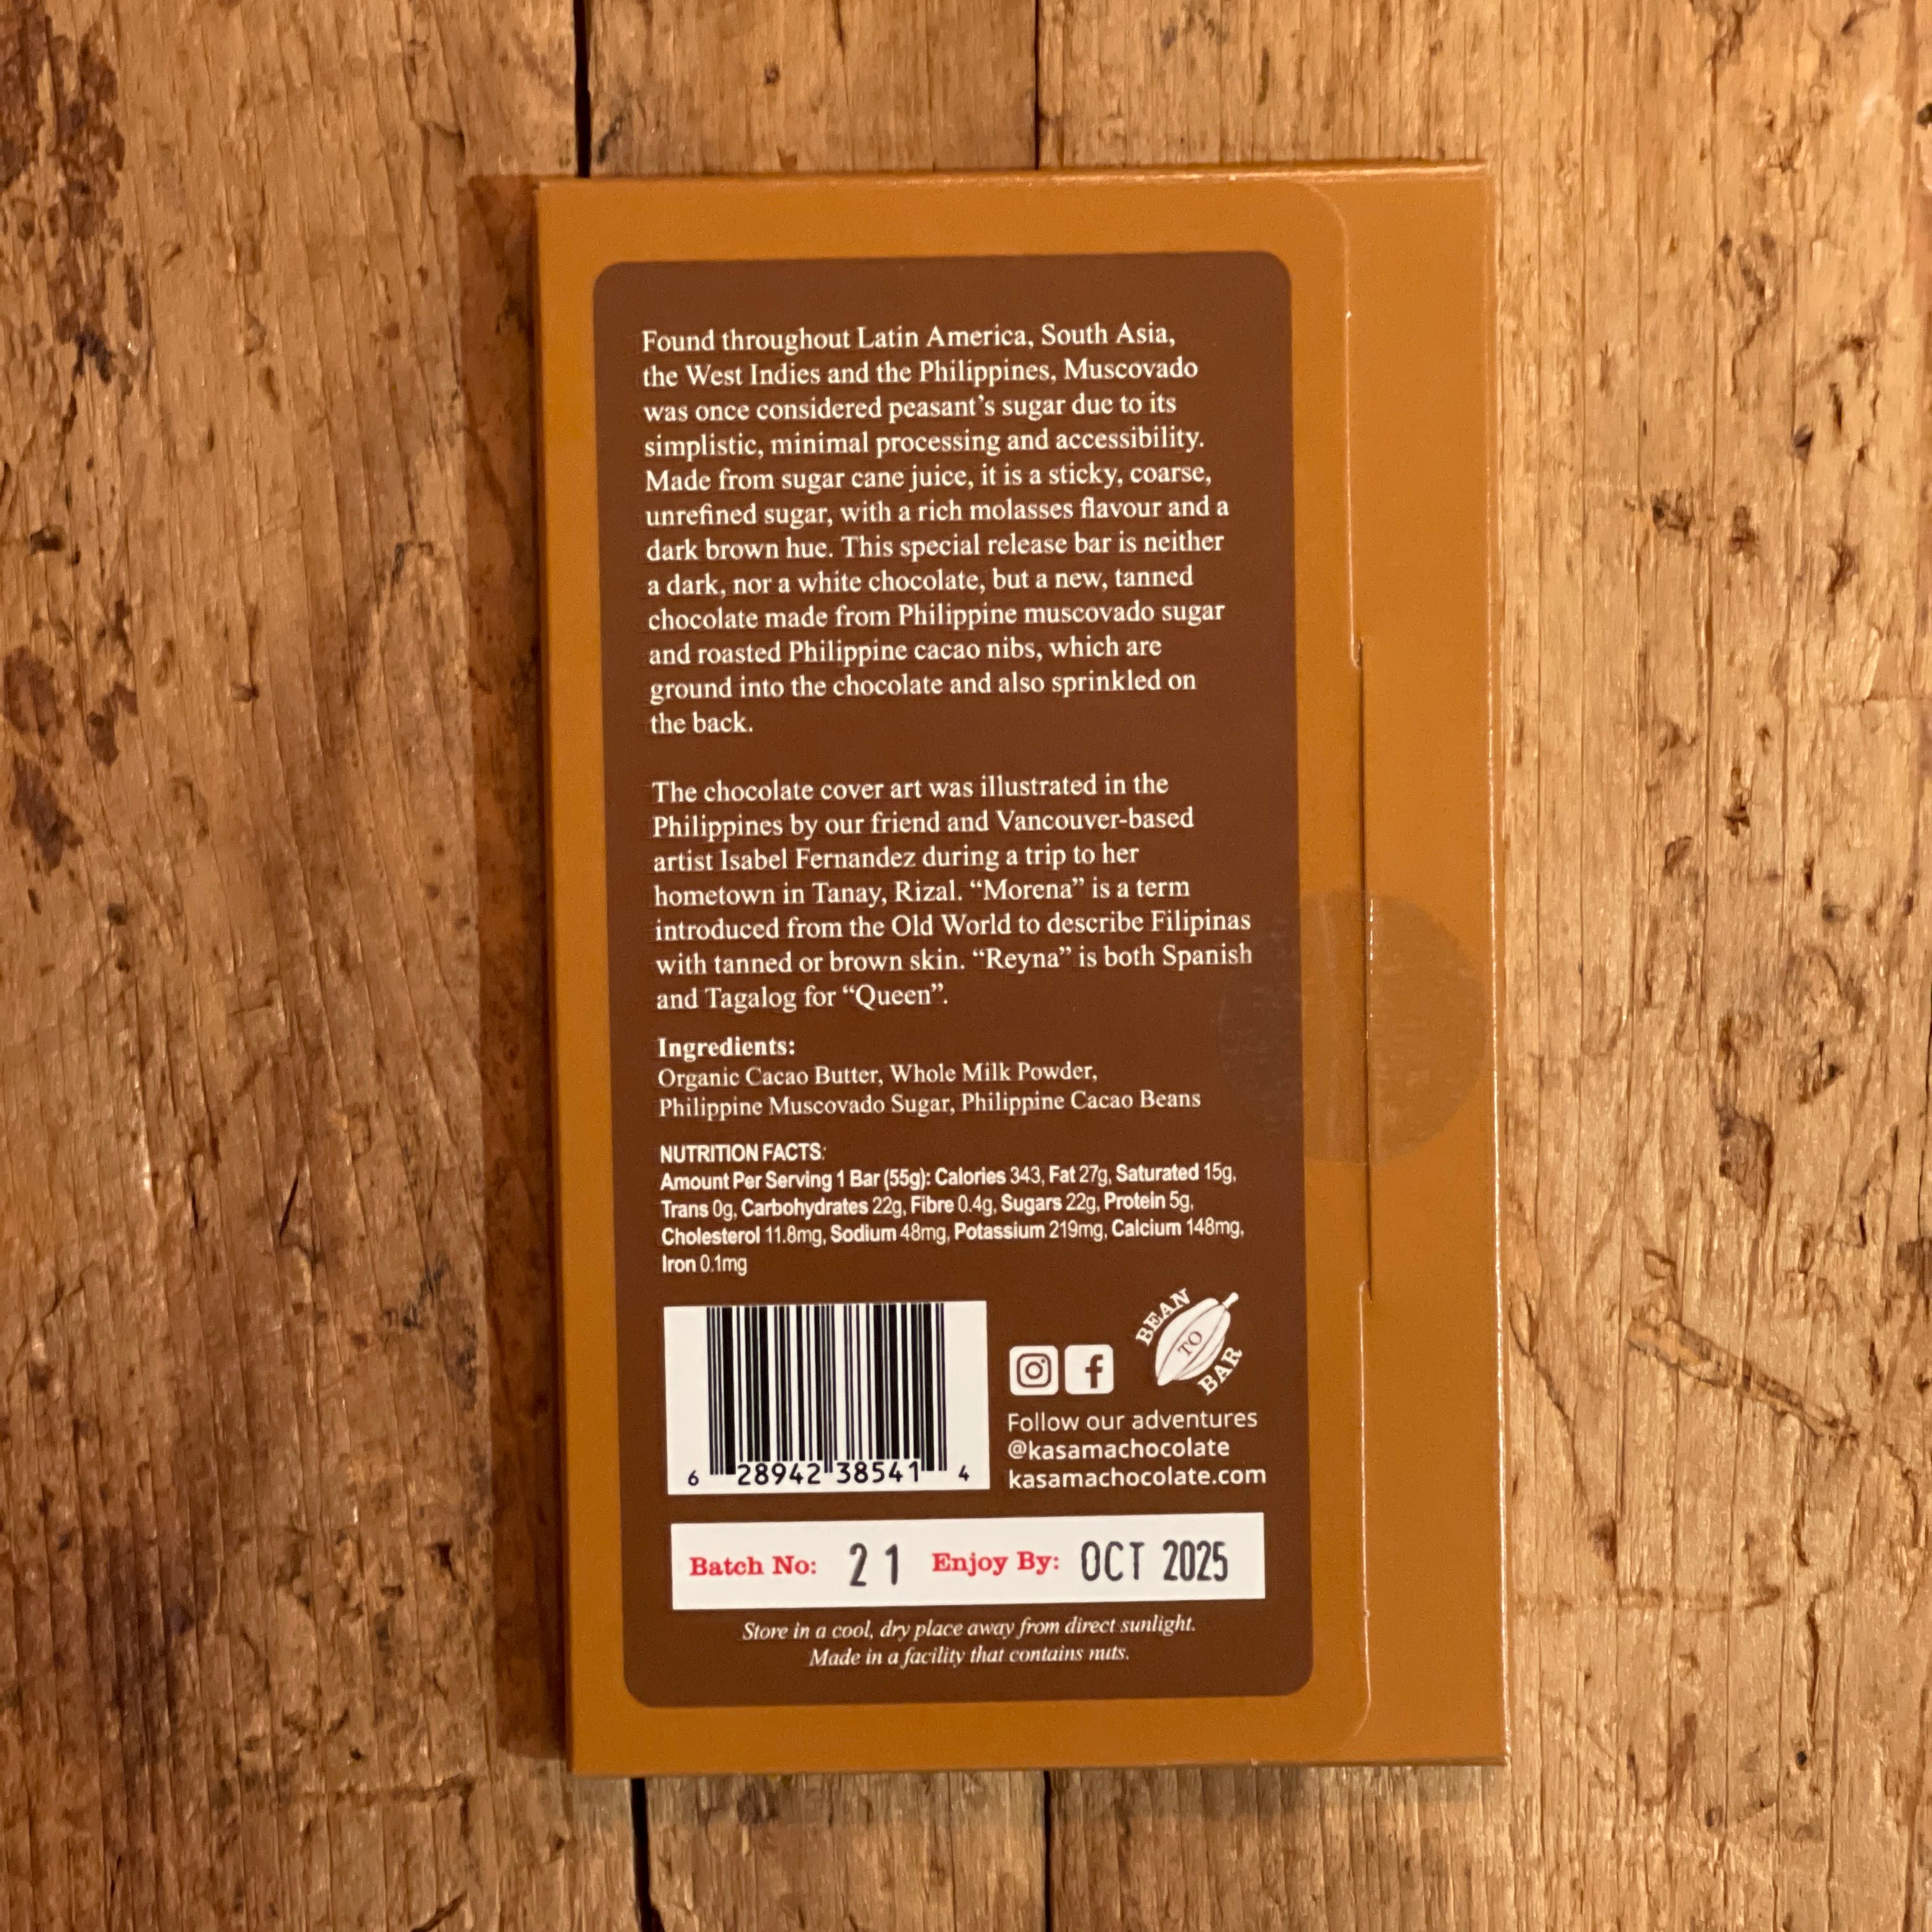 Found throughout Latin America, South Asia,
the West Indies and the Philippines, Muscovado
was once considered peasant's sugar due to its
simplistic, minimal processing and accessibility.
Made from sugar cane juice, it is a sticky, coarse,
unrefined sugar, with a rich molasses flavour and a
dark brown hue. This special release bar is neither
a dark, nor a white chocolate, but a new, tanned
chocolate made from Philippine muscovado sugar
and roasted Philippine cacao nibs, which are
ground into the chocolate and also sprinkled on
the back.
The chocolate cover art was illustrated in the
Philippines by our friend and Vancouver-based
artist Isabel Fernandez during a trip to her
hometown in Tanay, Rizal. “Morena” is a term
introduced from the Old World to describe Filipinas
with tanned or brown skin. “Reyna” is both Spanish
and Tagalog for “Queen”.
Ingredients:
Organic Cacao Butter, Whole Milk Powder,
Philippine Muscovado Sugar, Philippine Cacao Beans
NUTRITION FACTS:
Amount Per Serving 1 Bar (55g): Calories 343, Fat 27g, Saturated 15g,
Trans 0g, Carbohydrates 22g, Fibre 0.4g, Sugars 22g, Protein 5g,
Cholesterol 11.8mg, Sodium 48mg, Potassium 219mg, Calcium 148mg,
Iron 0.1mg
6 28942 38541 4
BEAN
TO
BAR
Follow our adventures
@kasamachocolate
kasamachocolate.com
Batch No: 21 Enjoy By: OCT 2025
Store in a cool, dry place away from direct sunlight.
Made in a facility that contains nuts.